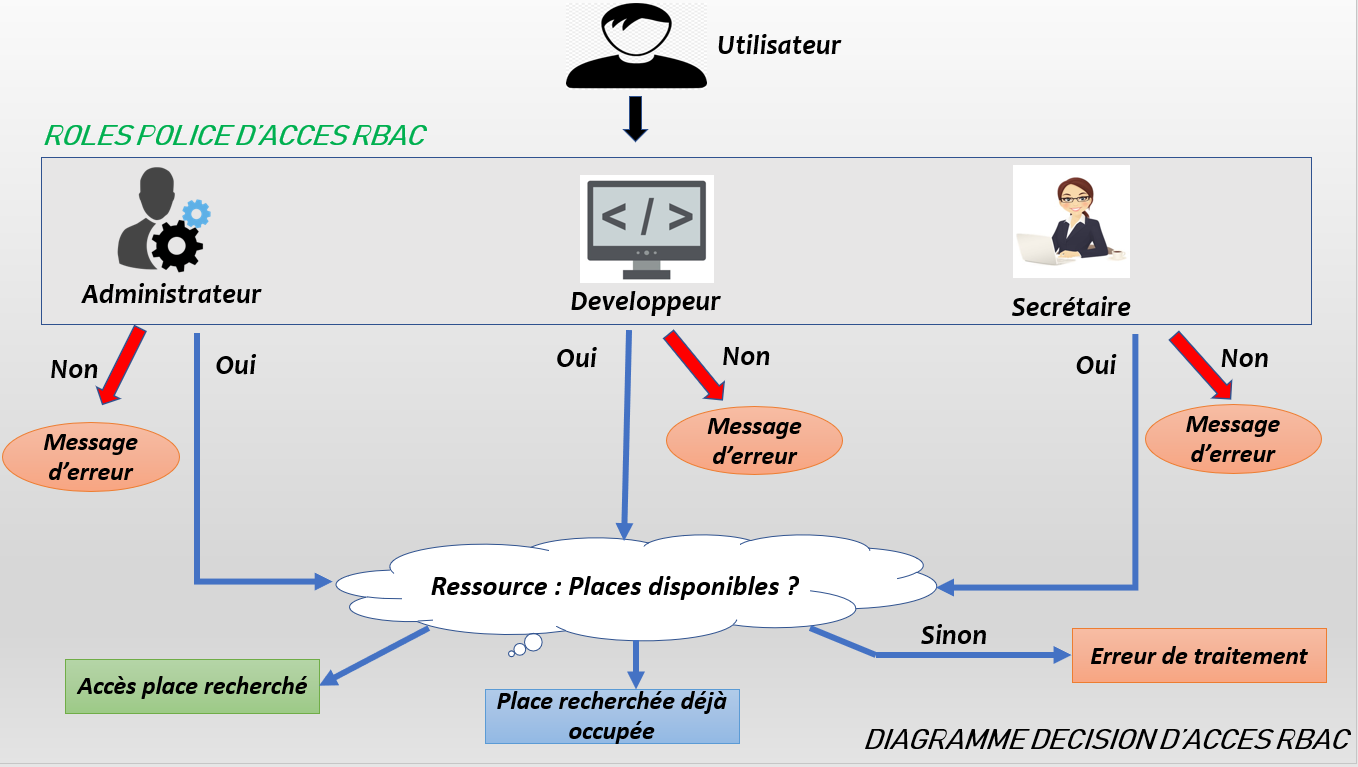 Utilisateur
ROLES POLICE D'ACCES RBAC
</>
Administrateur
Developpeur
Secrétaire
Non
Oui
Oui
Non
Oui
Non
Message
d'erreur
Message
d'erreur
Message
d'erreur
Ressource : Places disponibles ?
Sinon
Erreur de traitement
Accès place recherché
Place recherchée déjà
occupée
DIAGRAMME DECISION D'ACCES RBAC